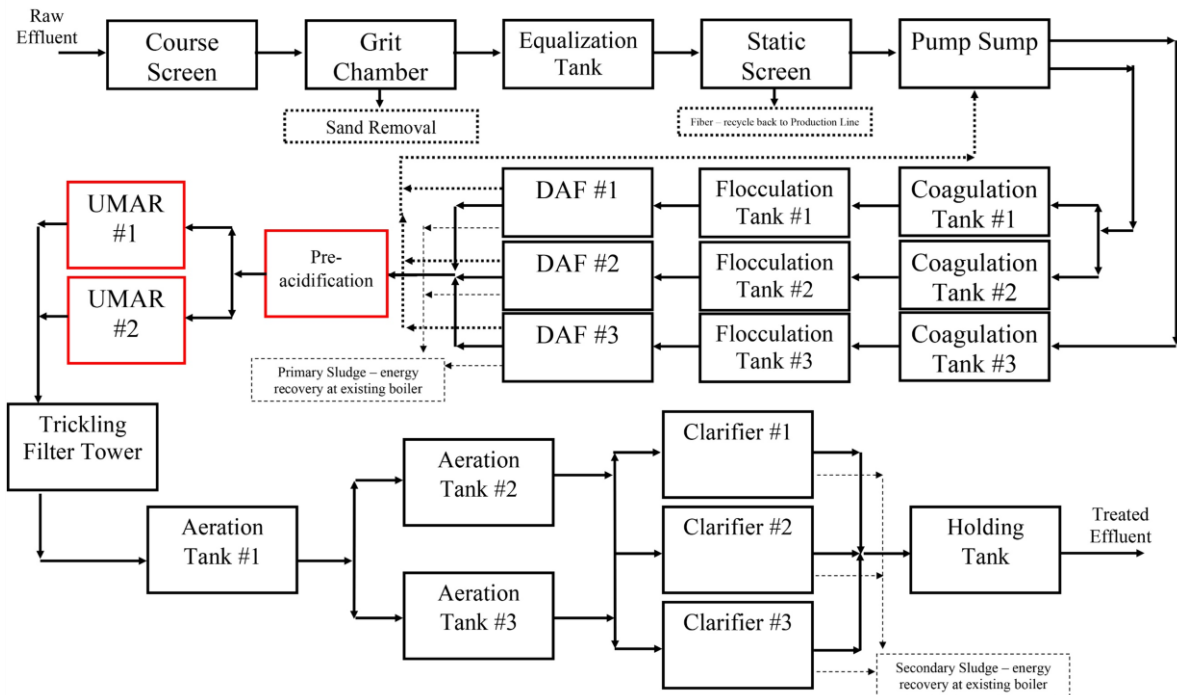 Raw
Effluent
Course
Screen
Grit
Chamber
Equalization
Tank
Static
Screen
Pump Sump
Sand Removal
Fiber – recycle back to Production Line
UMAR
#1
UMAR
#2
Pre-
acidification
DAF #1
DAF #2
DAF #3
Flocculation
Tank #1
Flocculation
Tank #2
Flocculation
Tank #3
Coagulation
Tank #1
Coagulation
Tank #2
Coagulation
Tank #3
Primary Sludge – energy
recovery at existing boiler
Trickling
Filter Tower
Aeration
Tank #1
Aeration
Tank #2
Aeration
Tank #3
Clarifier #1
Clarifier #2
Clarifier #3
Holding
Tank
Treated
Effluent
Secondary Sludge – energy
recovery at existing boiler